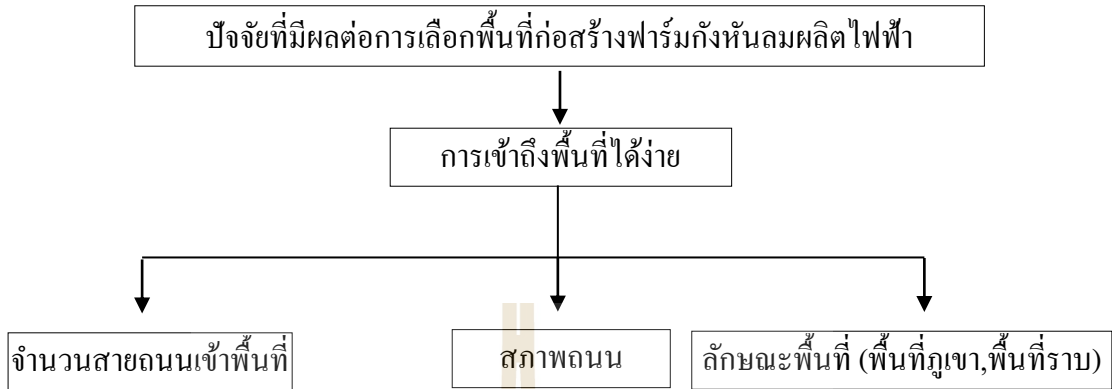 ปัจจัยที่มีผลต่อการเลือกพื้นที่ก่อสร้างฟาร์มกังหันลมผลิตไฟฟ้า
การเข้าถึงพื้นที่ได้ง่าย
จำนวนสายถนนเข้าพื้นที่
สภาพถนน
ลักษณะพื้นที่ (พื้นที่ภูเขา,พื้นที่ราบ)